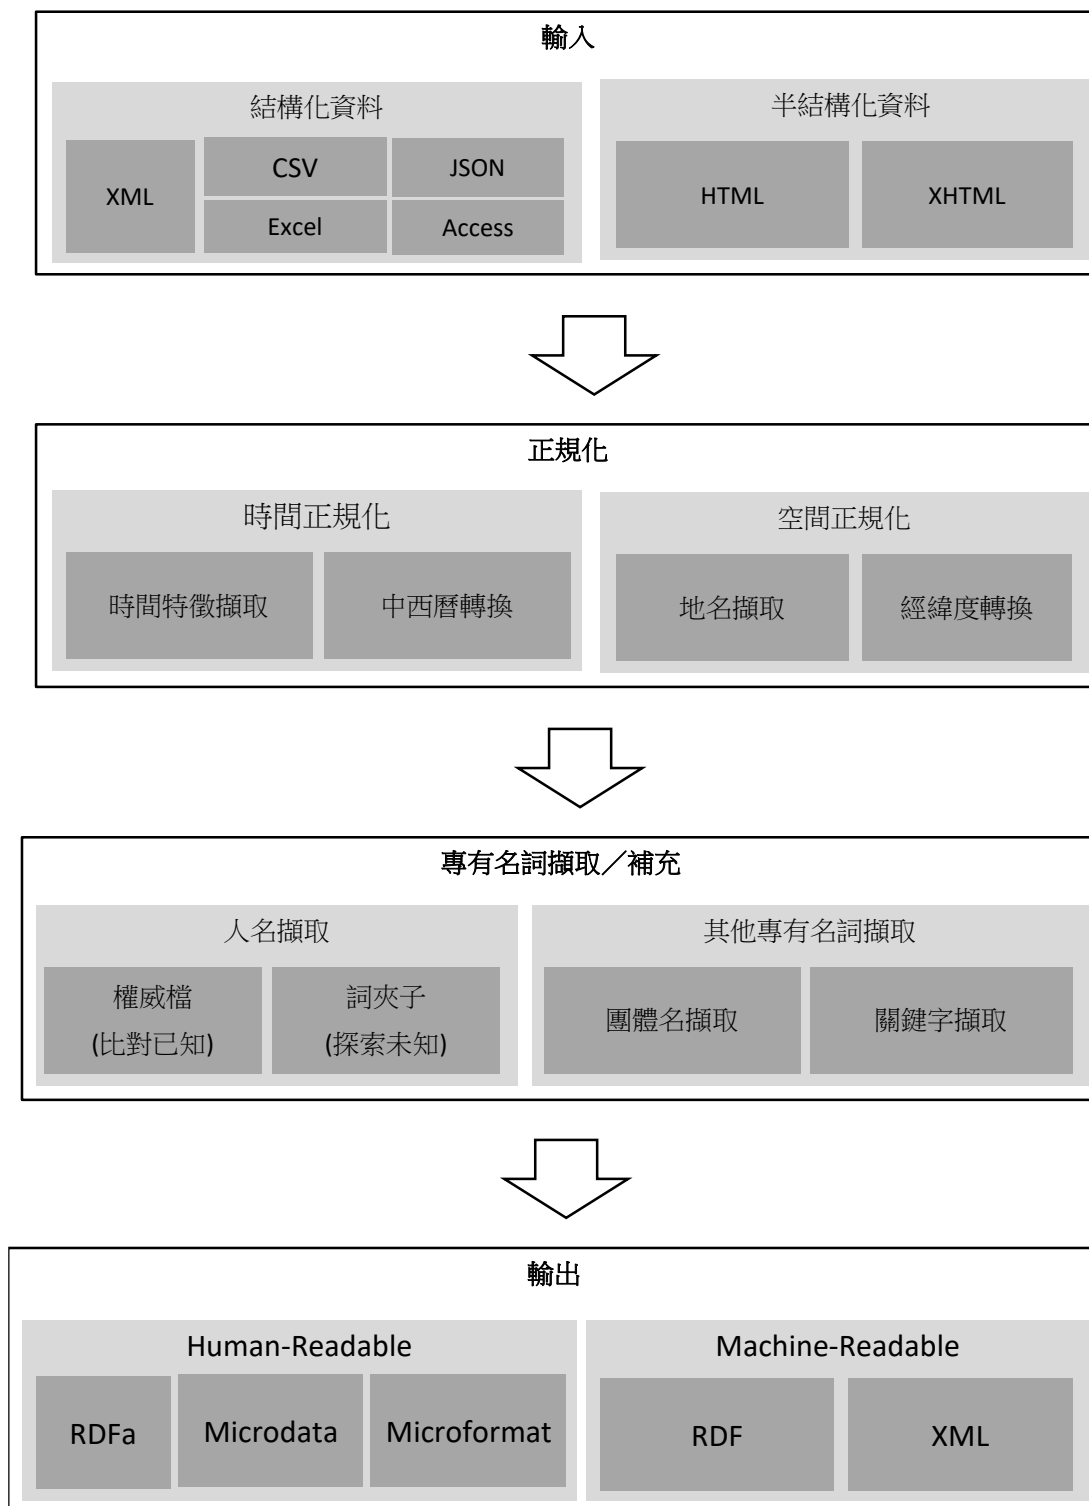 輸入
結構化資料
XML
CSV
JSON
Excel
Access
半結構化資料
HTML
XHTML
正規化
時間正規化
時間特徵擷取
中西曆轉換
空間正規化
地名擷取
經緯度轉換
專有名詞擷取／補充
人名擷取
權威檔
(比對已知)
詞夾子
(探索未知)
其他專有名詞擷取
團體名擷取
關鍵字擷取
輸出
Human-Readable
RDFa
Microdata
Microformat
Machine-Readable
RDF
XML